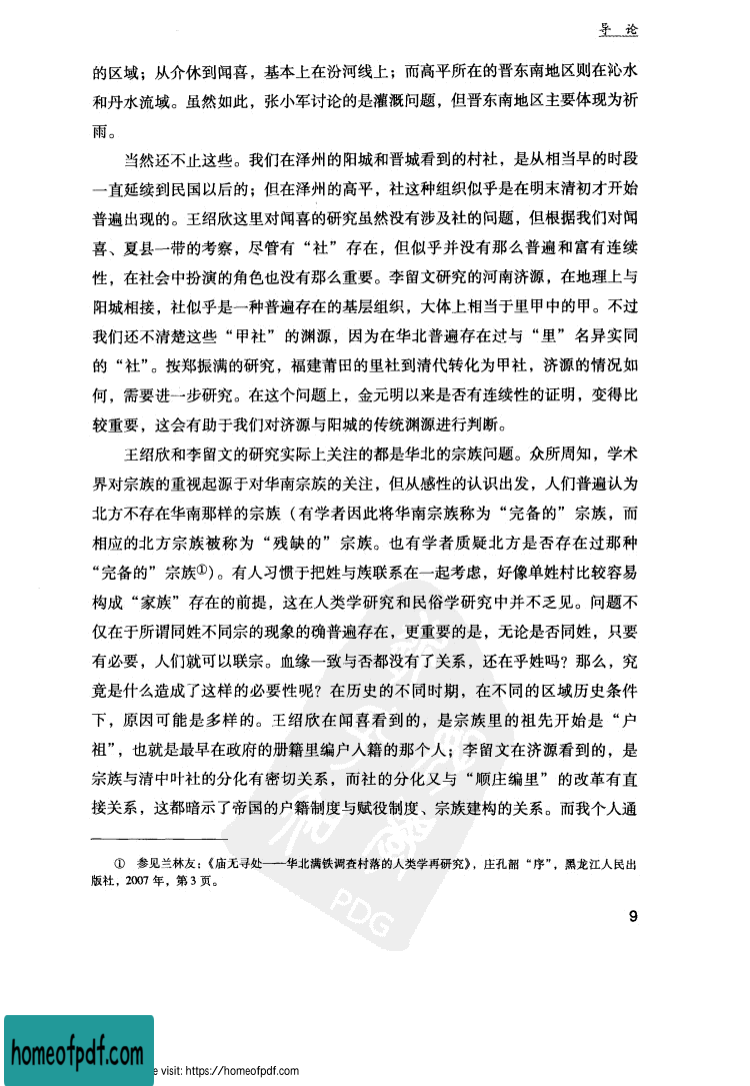 导 论
的区域；从介休到闻喜，基本上在汾河线上；而高平所在的晋东南地区则在沁水
和丹水流域。虽然如此，张小军讨论的是灌溉问题，但晋东南地区主要体现为祈
雨。
当然还不止这些。我们在泽州的阳城和晋城看到的村社，是从相当早的时段
一直延续到民国以后的；但在泽州的高平，社这种组织似乎是在明末清初才开始
普遍出现的。王绍欣这里对闻喜的研究虽然没有涉及社的问题，但根据我们对闻
喜、夏县一带的考察，尽管有“社”存在，但似乎并没有那么普遍和富有连续
性，在社会中扮演的角色也没有那么重要。李留文研究的河南济源，在地理上与
阳城相接，社似乎是一种普遍存在的基层组织，大体上相当于里甲中的甲。不过
我们还不清楚这些“甲社”的渊源，因为在华北普遍存在过与“里”名异实同
的“社”。按郑振满的研究，福建莆田的里社到清代转化为甲社，济源的情况如
何，需要进一步研究。在这个问题上，金元明以来是否有连续性的证明，变得比
较重要，这会有助于我们对济源与阳城的传统渊源进行判断。
王绍欣和李留文的研究实际上关注的都是华北的宗族问题。众所周知，学术
界对宗族的重视起源于对华南宗族的关注，但从感性的认识出发，人们普遍认为
北方不存在华南那样的宗族（有学者因此将华南宗族称为“完备的”宗族，而
相应的北方宗族被称为“残缺的”宗族。也有学者质疑北方是否存在过那种
“完备的”宗族①）。有人习惯于把姓与族联系在一起考虑，好像单姓村比较容易
构成“家族”存在的前提，这在人类学研究和民俗学研究中并不乏见。问题不
仅在于所谓同姓不同宗的现象的确普遍存在，更重要的是，无论是否同姓，只要
有必要，人们就可以联宗。血缘一致与否都没有了关系，还在乎姓吗？那么，究
竟是什么造成了这样的必要性呢？在历史的不同时期，在不同的区域历史条件
下，原因可能是多样的。王绍欣在闻喜看到的，是宗族里的祖先开始是“户
祖”，也就是最早在政府的册籍里编户入籍的那个人；李留文在济源看到的，是
宗族与清中叶社的分化有密切关系，而社的分化又与“顺庄编里”的改革有直
接关系，这都暗示了帝国的户籍制度与赋役制度、宗族建构的关系。而我个人通
① 参见兰林友：《庙无寻处——华北满铁调查村落的人类学再研究》，庄孔韶“序”，黑龙江人民出
版社，2007年，第3页。
PDG
9
homeofpdf.com
e visit: https://homeofpdf.com